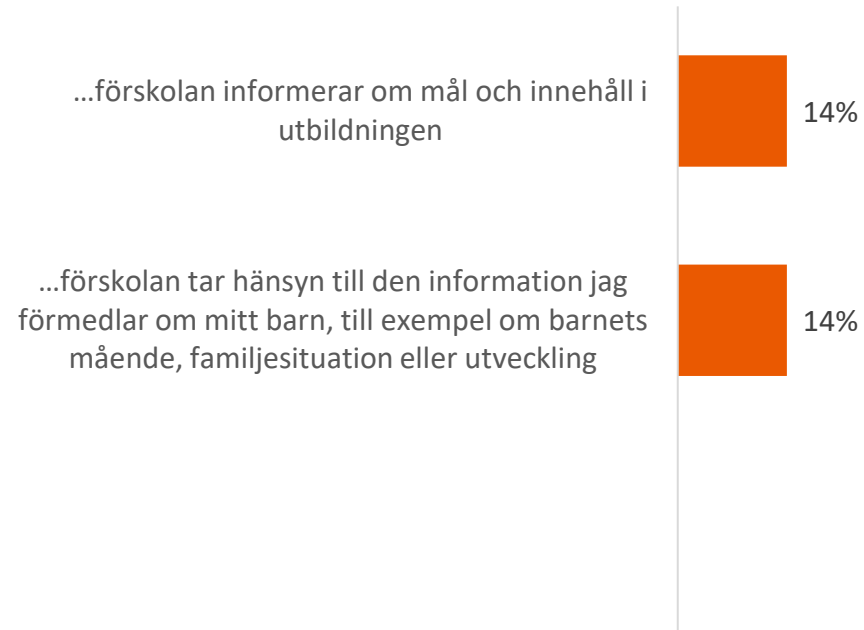 …förskolan informerar om mål och innehåll i
utbildningen
14%
…förskolan tar hänsyn till den information jag
förmedlar om mitt barn, till exempel om barnets
mående, familjesituation eller utveckling
14%